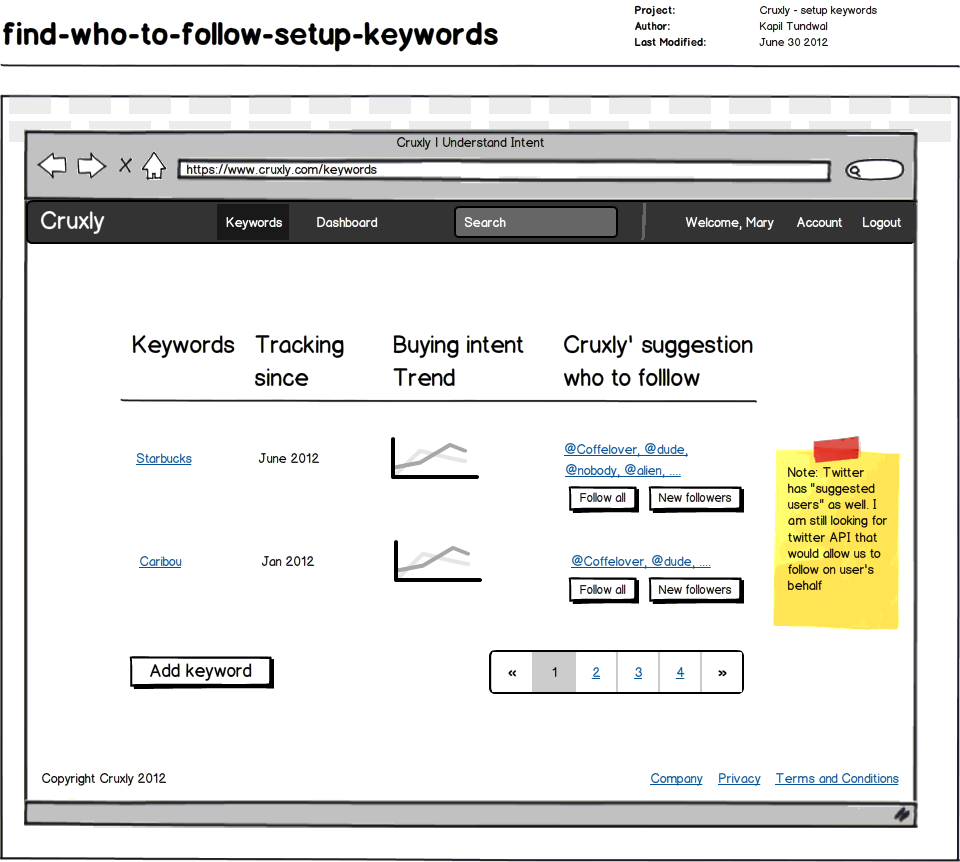 find-who-to-follow-setup-keywords
Project: Cruxly - setup keywords
Author: Kapil Tundwal
Last Modified: June 30 2012
Cruxly | Understand Intent
https://www.cruxly.com/keywords
Cruxly Keywords Dashboard Search Welcome, Mary Account Logout
Keywords Tracking since Buying intent Trend Cruxly' suggestion who to folllow
Starbucks June 2012 @Coffelover, @dude,
@nobody, @alien, ....
Follow all New followers
Caribou Jan 2012 @Coffelover, @dude, ....
Follow all New followers
Note: Twitter
has "suggested
users" as well. I
am still looking for
twitter API that
would allow us to
follow on user's
behalf
Add keyword « 1 2 3 4 »
Copyright Cruxly 2012 Company Privacy Terms and Conditions